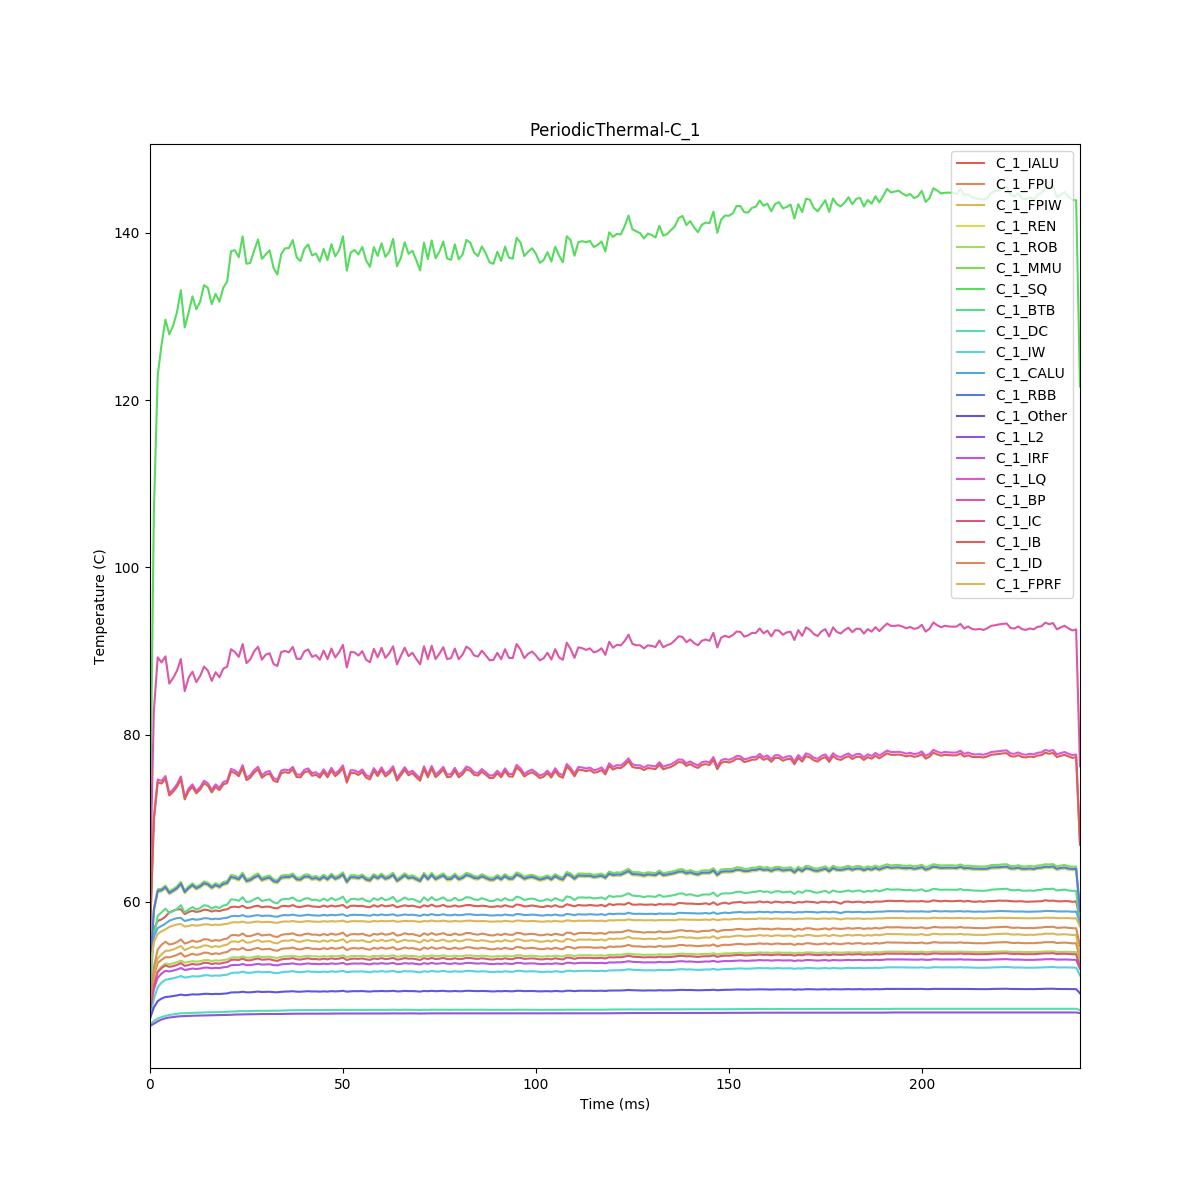 PeriodicThermal-C_1
C_1_IALU
C_1_FPU
C_1_FPIW
C_1_REN
C_1_ROB
C_1_MMU
C_1_SQ
C_1_BTB
C_1_DC
C_1_IW
C_1_CALU
C_1_RBB
C_1_Other
C_1_L2
C_1_IRF
C_1_LQ
C_1_BP
C_1_IC
C_1_IB
C_1_ID
C_1_FPRF
140
120
100
80
60
Temperature (C)
0 50 100 150 200
Time (ms)